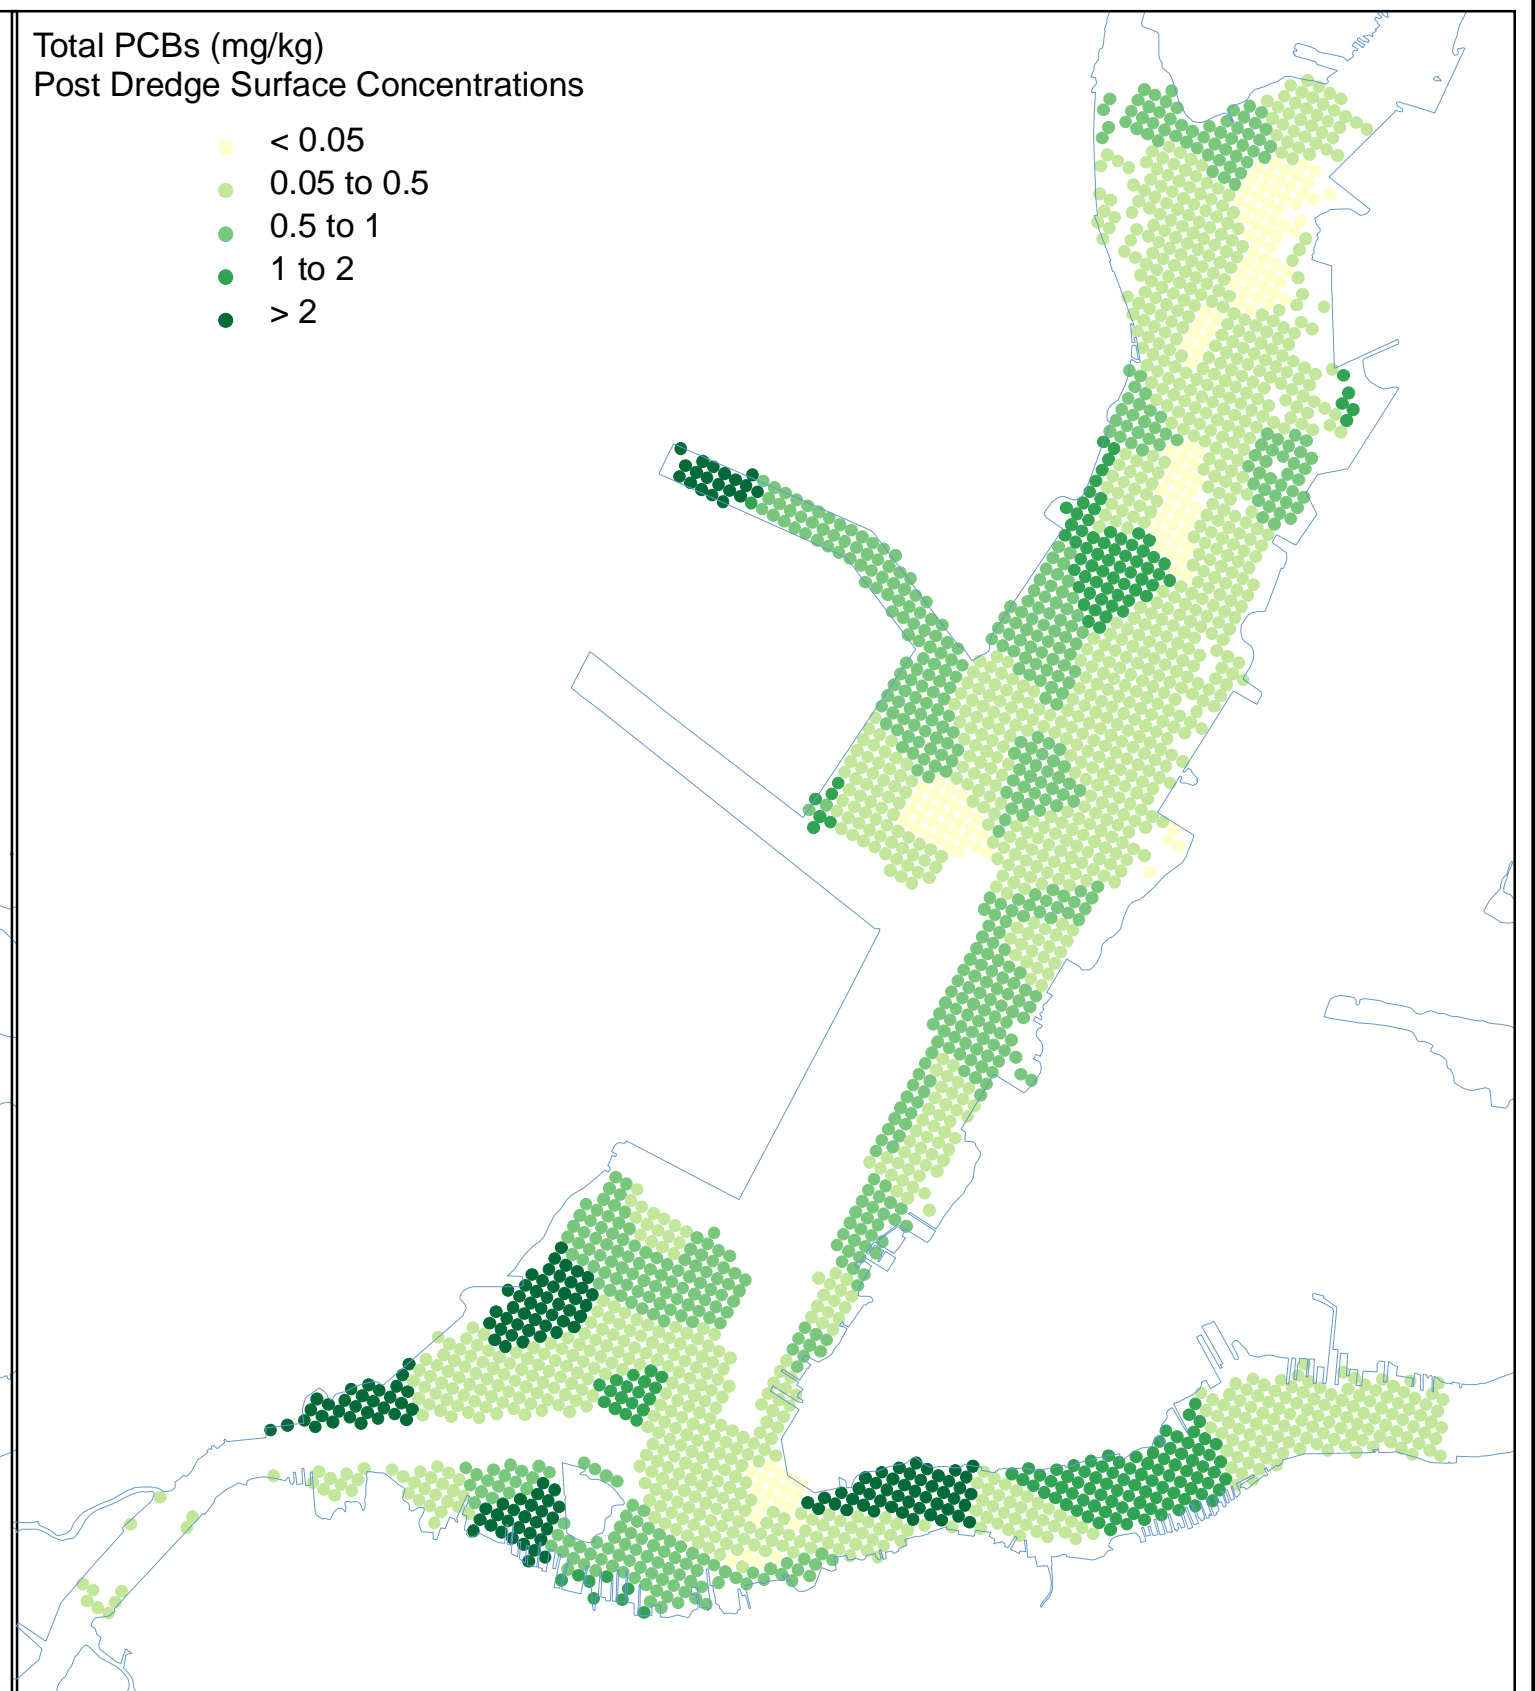 Total PCBs (mg/kg)
Post Dredge Surface Concentrations
< 0.05
0.05 to 0.5
0.5 to 1
1 to 2
> 2